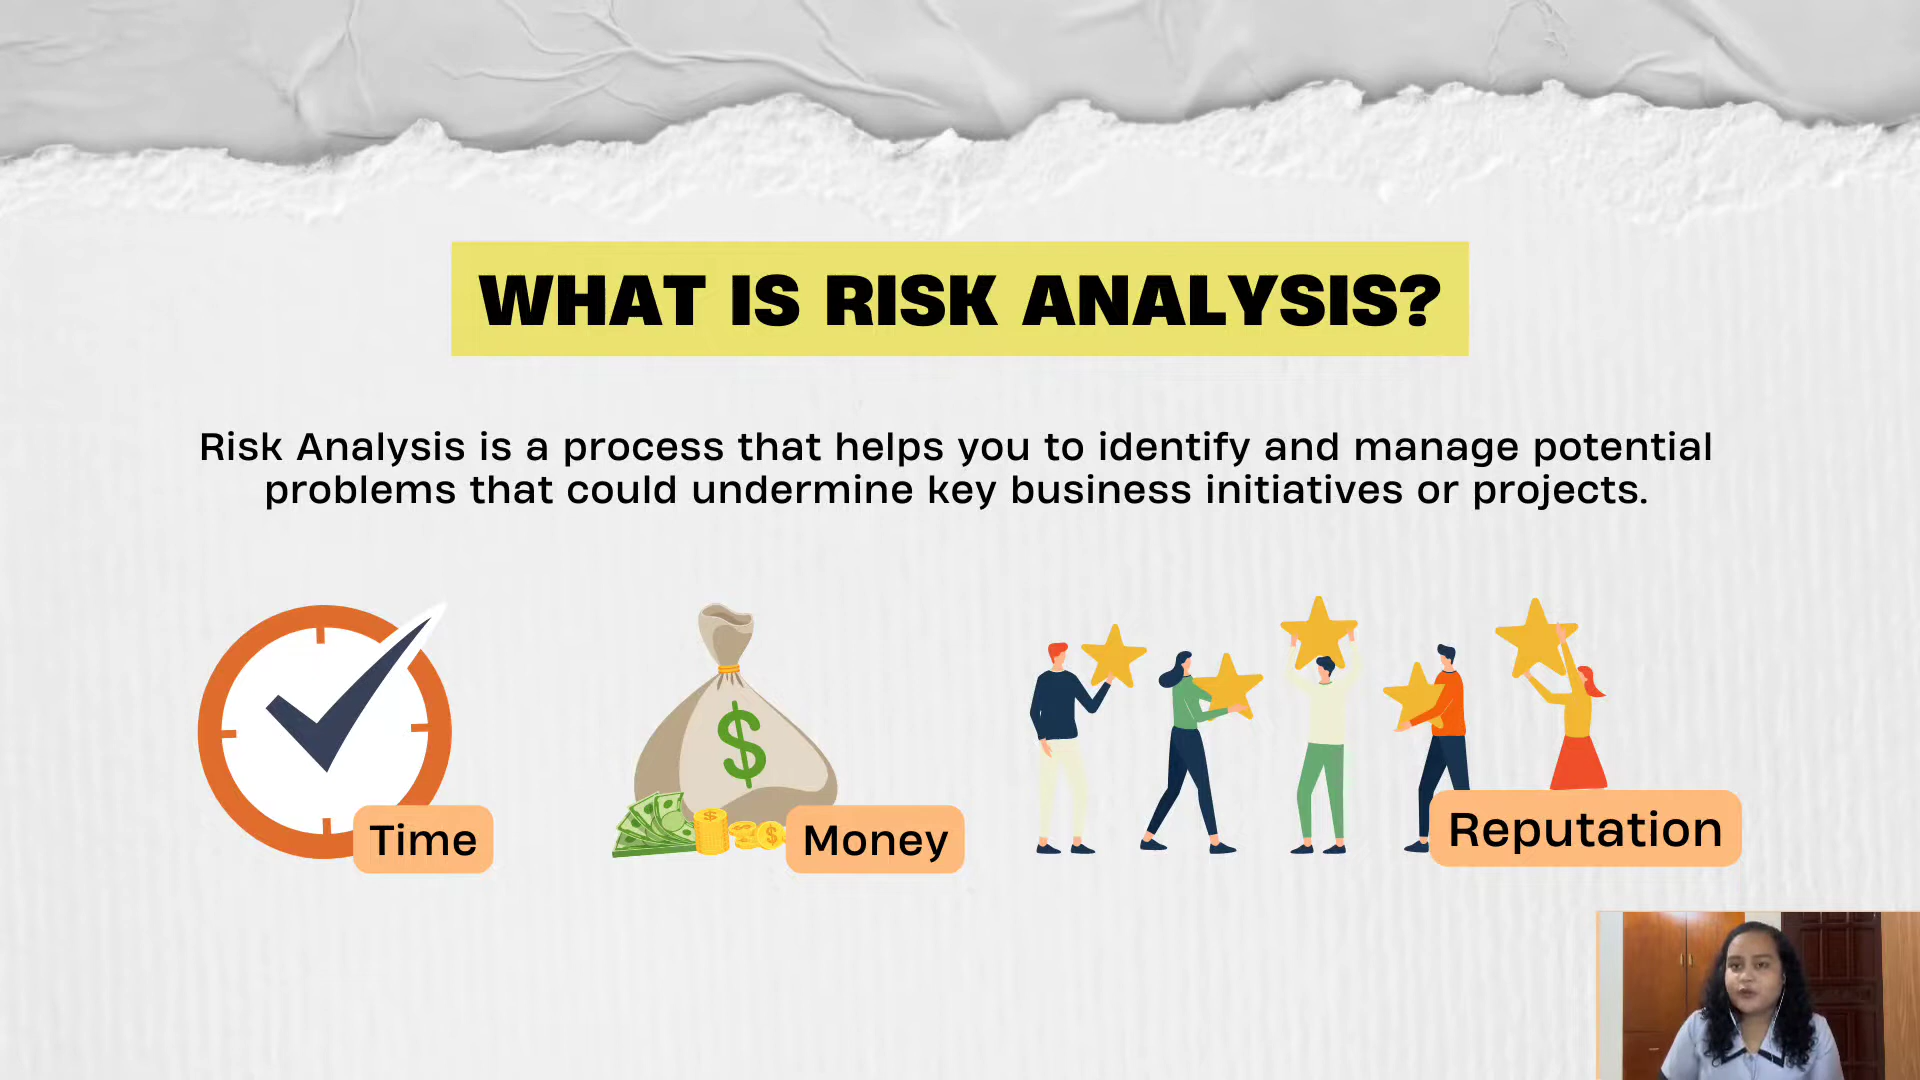 WHAT IS RISK ANALYSIS?
Risk Analysis is a process that helps you to identify and manage potential
problems that could undermine key business initiatives or projects.
$
Time
Money
Reputation